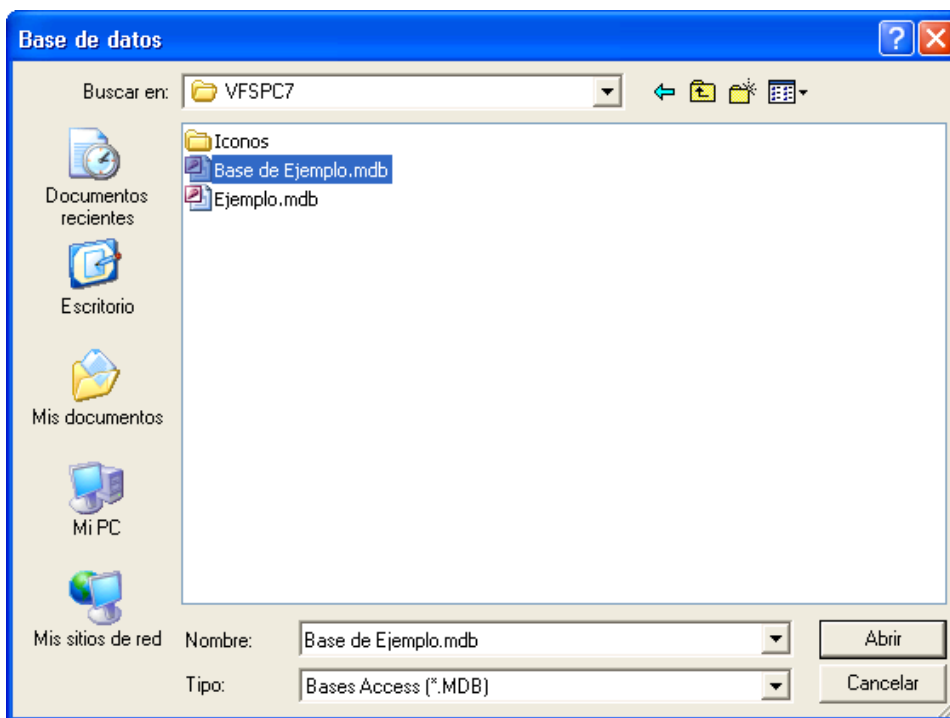 Base de datos
Buscar en: VFSPC7
Iconos
Base de Ejemplo.mdb
Ejemplo.mdb
Documentos
recientes
Escritorio
Mis documentos
Mi PC
Mis sitios de red
Nombre: Base de Ejemplo.mdb Abrir
Tipo: Bases Access (*.MDB) Cancelar